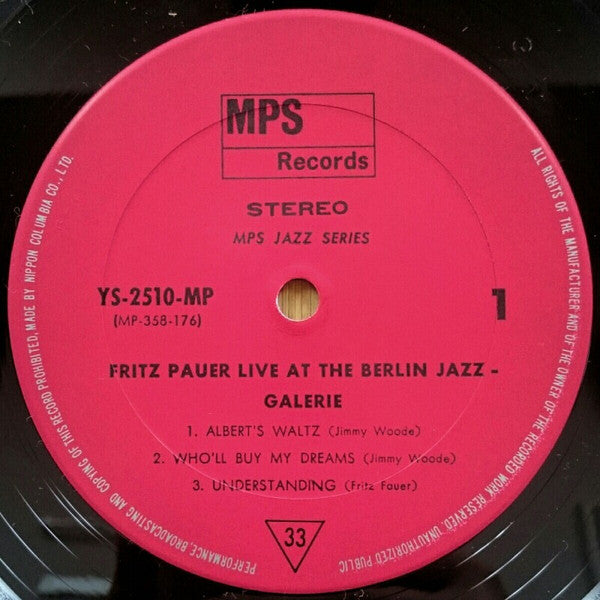 MPS
Records
STEREO
MPS JAZZ SERIES
YS-2510-MP
(MP-358-176)
1
FRITZ PAUER LIVE AT THE BERLIN JAZZ -
GALERIE
1. ALBERT'S WALTZ (Jimmy Woode)
2. WHO'LL BUY MY DREAMS (Jimmy Woode)
3. UNDERSTANDING (Fritz Pauer)
33
ALL RIGHTS OF THE MANUFACTURER AND OF THE OWNER OF THE RECORDED WORK RESERVED. UNAUTHORIZED PUBLIC PERFORMANCE, BROADCASTING AND COPYING OF THIS RECORD PROHIBITED, MADE BY NIPPON COLUMBIA CO., LTD.